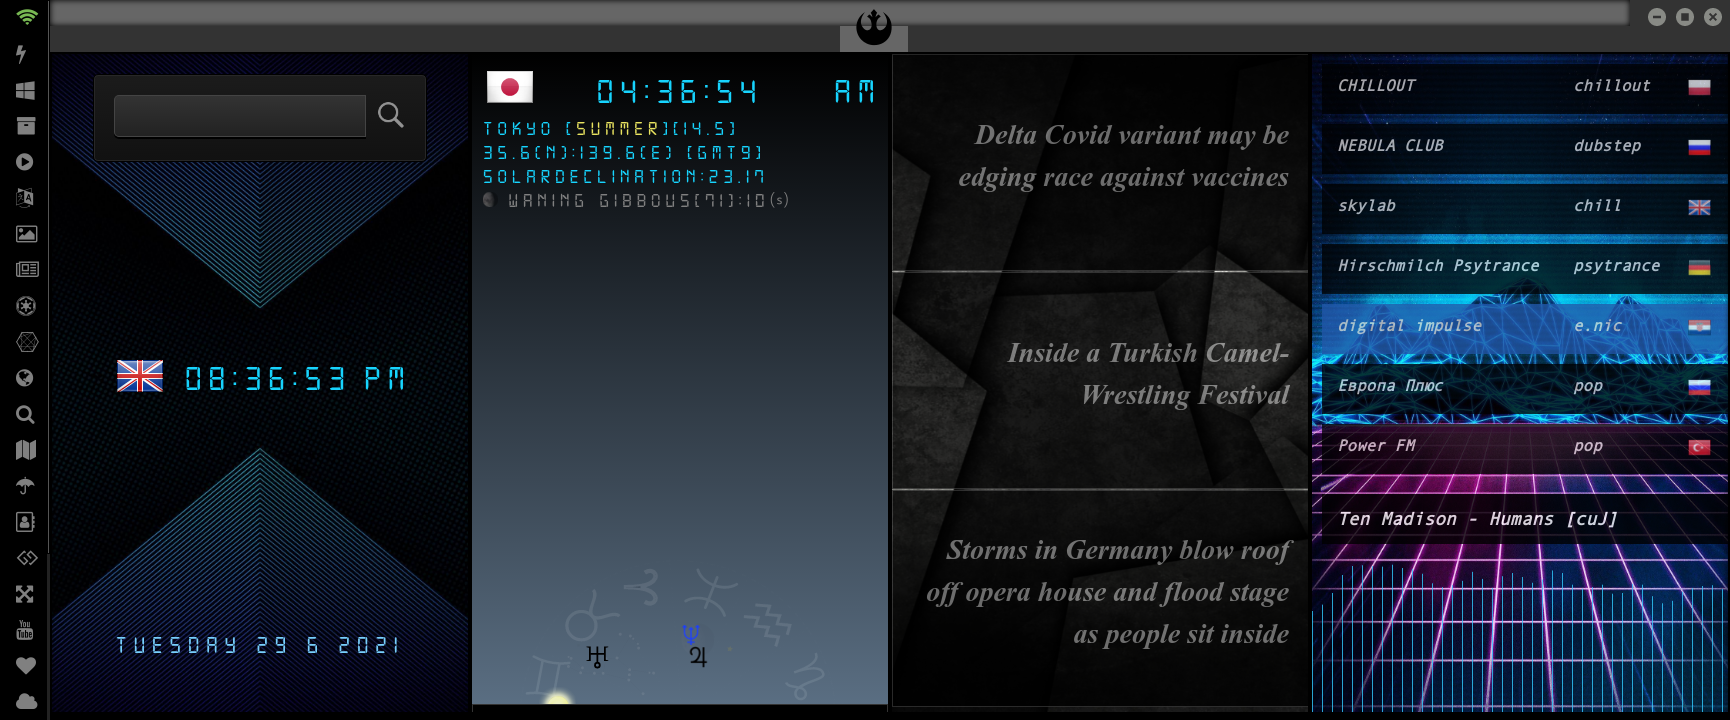 08:36:53 PM
TUESDAY 29 6 2021
04:36:54 AM
TOKYO [SUMMER][14.5]
35.6(N):139.6(E) [GMT9]
SOLARDECLINATION:23.17
WANING GIBBOUS[71]:10(s)
Delta Covid variant may be
edging race against vaccines
Inside a Turkish Camel-
Wrestling Festival
Storms in Germany blow roof
off opera house and flood stage
as people sit inside
CHILLOUT chillout
NEBULA CLUB dubstep
skylab chill
Hirschmilch Psytrance psytrance
digital impulse e.nic
Европа Плюс pop
Power FM pop
Ten Madison - Humans [cuJ]
You
Tube